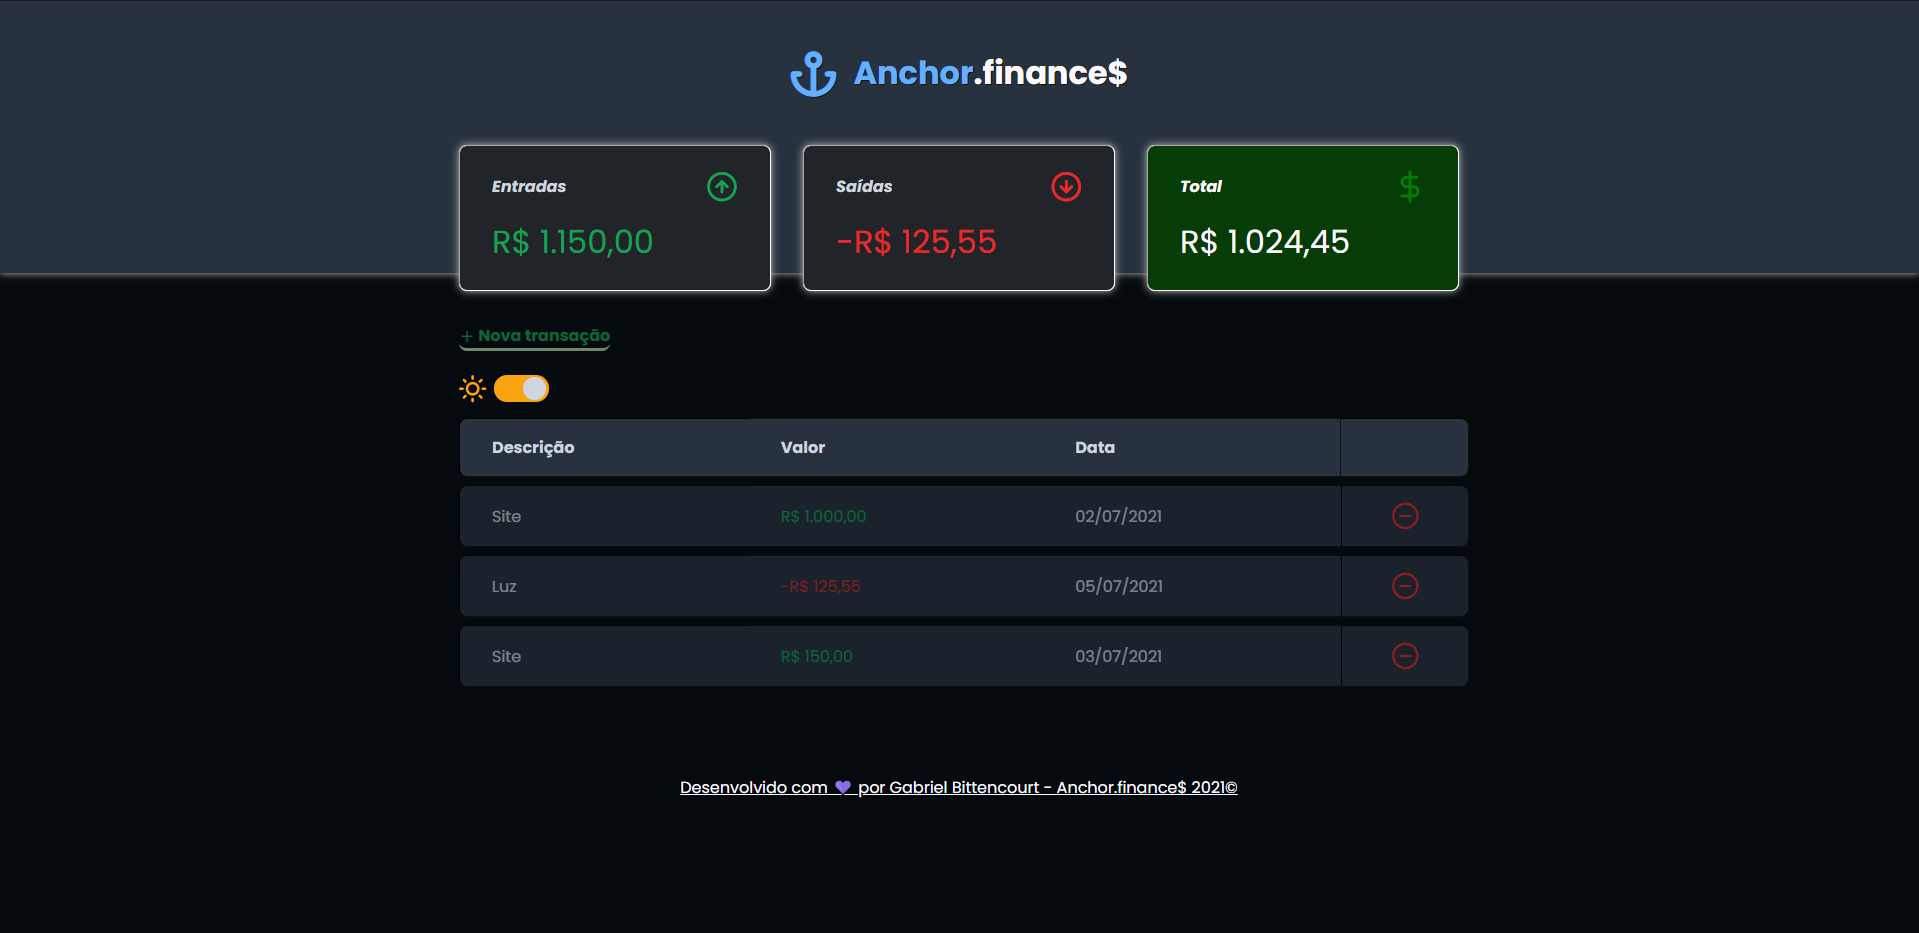 Anchor.finance$
Entradas
R$ 1.150,00
Saídas
-R$ 125,55
Total
R$ 1.024,45
+ Nova transação
Descrição Valor Data
Site R$ 1.000,00 02/07/2021
Luz -R$ 125,55 05/07/2021
Site R$ 150,00 03/07/2021
Desenvolvido com 💜 por Gabriel Bittencourt - Anchor.finance$ 2021©